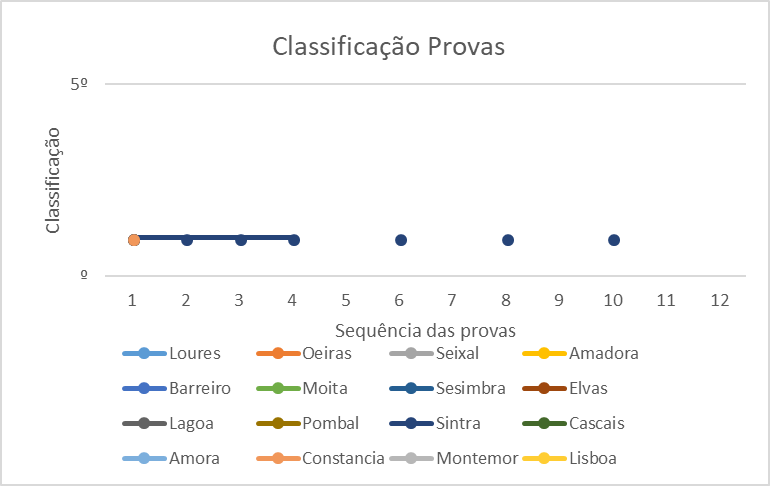 Classificação Provas
5º
Classificação
º
1 2 3 4 5 6 7 8 9 10 11 12
Sequência das provas
Loures Oeiras Seixal Amadora
Barreiro Moita Sesimbra Elvas
Lagoa Pombal Sintra Cascais
Amora Constancia Montemor Lisboa